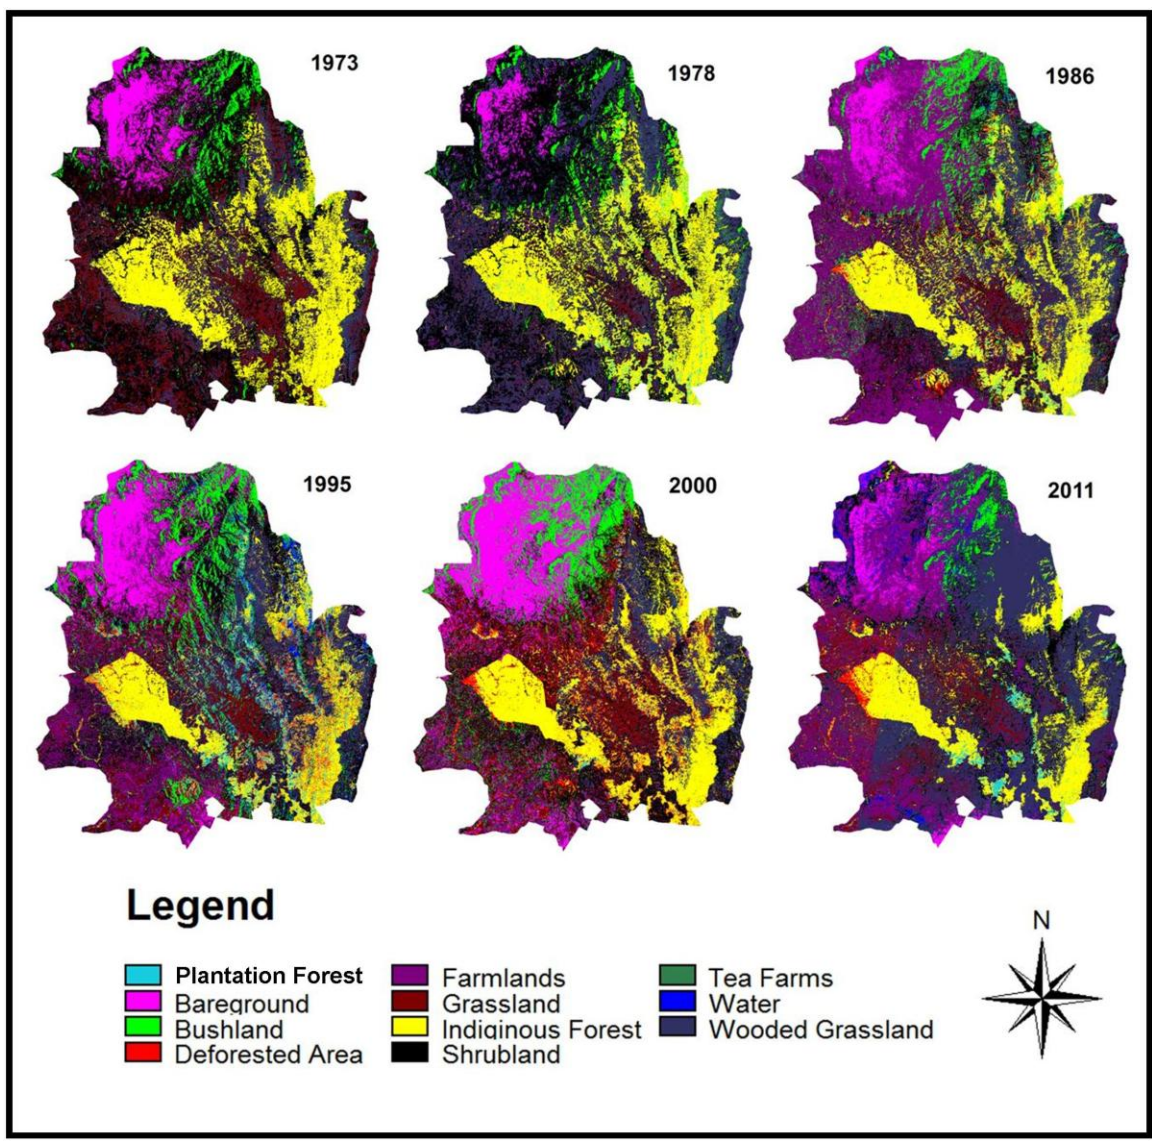 1973
1978
1986
1995
2000
2011
Legend
N
Plantation Forest
Bareground
Bushland
Deforested Area
Farmlands
Grassland
Indiginous Forest
Shrubland
Tea Farms
Water
Wooded Grassland